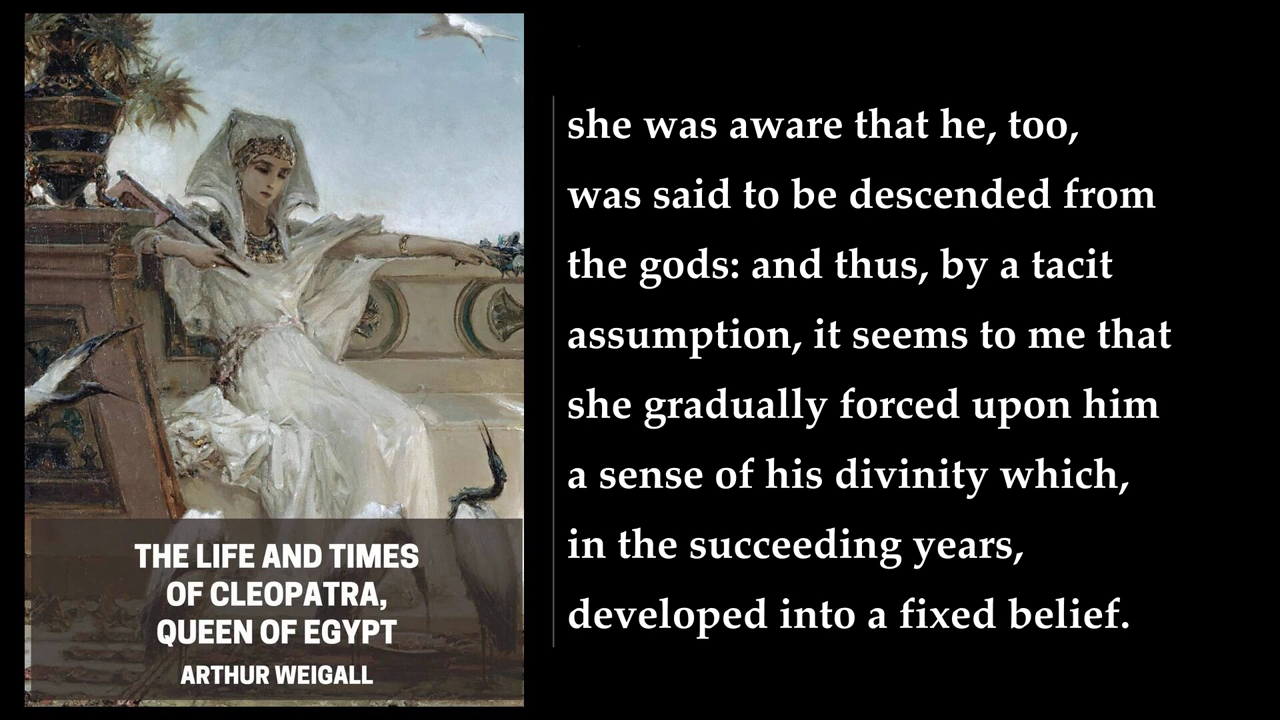 THE LIFE AND TIMES
OF CLEOPATRA,
QUEEN OF EGYPT
ARTHUR WEIGALL
she was aware that he, too,
was said to be descended from
the gods: and thus, by a tacit
assumption, it seems to me that
she gradually forced upon him
a sense of his divinity which,
in the succeeding years,
developed into a fixed belief.